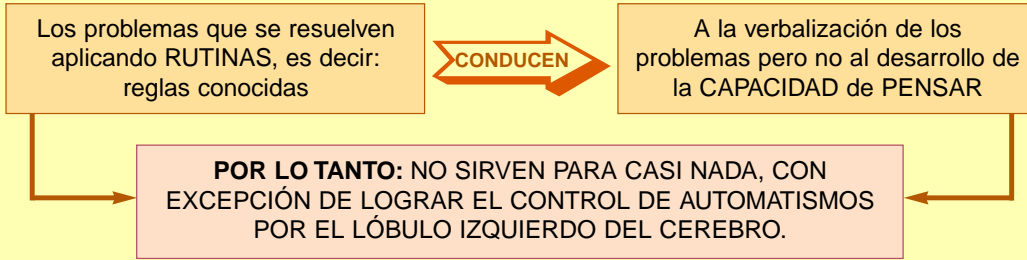 Los problemas que se resuelven
aplicando RUTINAS, es decir:
reglas conocidas
CONDUCEN
A la verbalización de los
problemas pero no al desarrollo de
la CAPACIDAD de PENSAR
POR LO TANTO: NO SIRVEN PARA CASI NADA, CON
EXCEPCIÓN DE LOGRAR EL CONTROL DE AUTOMATISMOS
POR EL LÓBULO IZQUIERDO DEL CEREBRO.